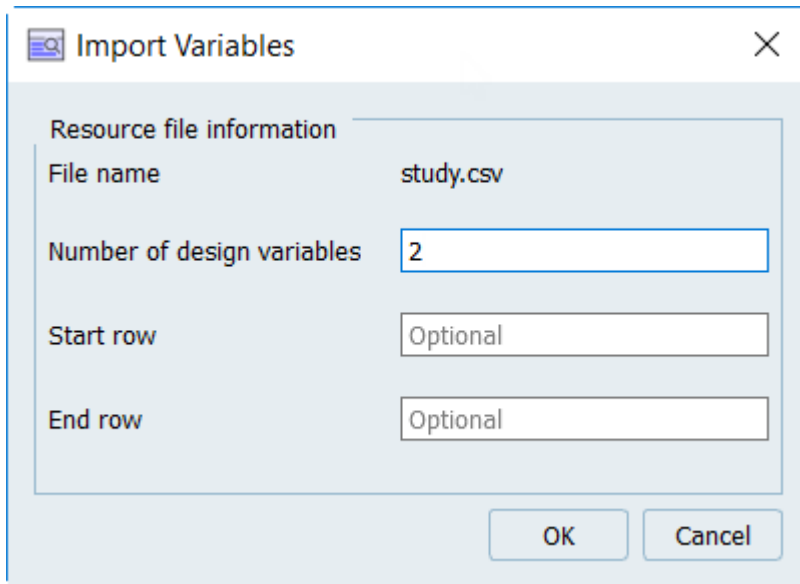 Import Variables
Resource file information
File name study.csv
Number of design variables 2
Start row Optional
End row Optional
OK Cancel